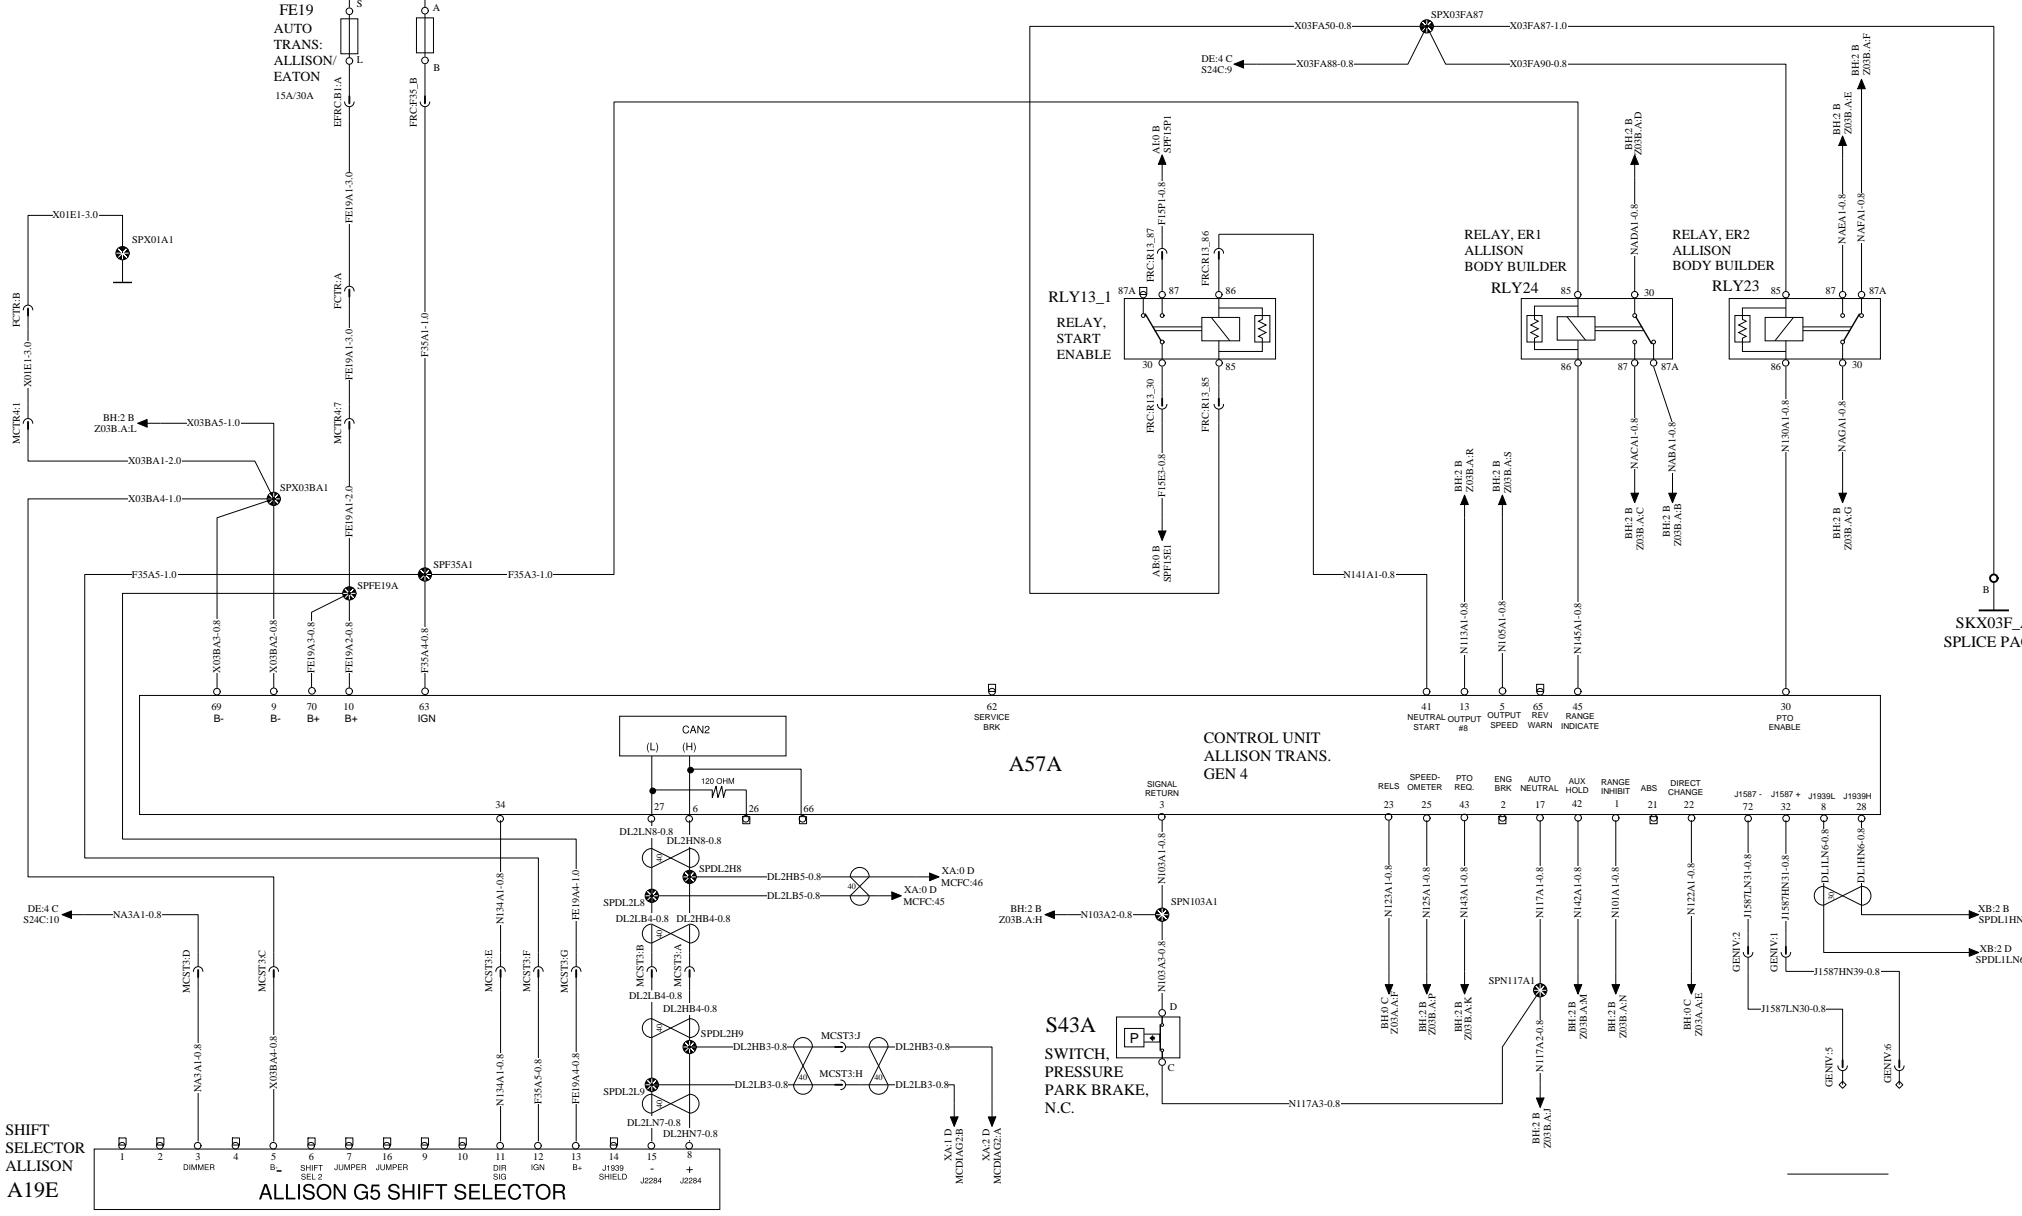 FE19
AUTO
TRANS:
ALLISON/
EATON
15A/30A
S
L
A
B
EFRC.B1:A
FRC:F35_B
FE19A1-3.0
FCTR:A
FE19A1-3.0
MCTR4:7
FE19A1-2.0
F35A1-1.0
X01E1-3.0
SPX01A1
FCTR:B
X01E1-3.0
MCTR4:1
BH:2 B
Z03B.A:L
X03BA5-1.0
X03BA1-2.0
X03BA4-1.0
SPX03BA1
F35A5-1.0
SPF35A1
F35A3-1.0
SPFE19A
X03BA3-0.8
X03BA2-0.8
FE19A3-0.8
FE19A2-0.8
F35A4-0.8
X03FA50-0.8
SPX03FA87
X03FA87-1.0
DE:4 C
S24C:9
X03FA88-0.8
X03FA90-0.8
AI:0 B
SPF15P1
F15P1-0.8
FRC:R13_87
FRC:R13_86
87A
87
86
RLY13_1
RELAY,
START
ENABLE
30
85
FRC:R13_30
FRC:R13_85
F15E3-0.8
AB:0 B
SPF15E1
BH:2 B
Z03B.A:D
NADA1-0.8
RELAY, ER1
ALLISON
BODY BUILDER
RLY24
85
30
86
87
87A
NACA1-0.8
NABA1-0.8
BH:2 B
Z03B.A:C
BH:2 B
Z03B.A:B
BH:2 B
Z03B.A:E
BH:2 B
Z03B.A:F
NAEA1-0.8
NAFA1-0.8
RELAY, ER2
ALLISON
BODY BUILDER
RLY23
85
87
87A
86
30
N130A1-0.8
NAGA1-0.8
BH:2 B
Z03B.A:G
BH:2 B
Z03B.A:R
BH:2 B
Z03B.A:S
N141A1-0.8
N113A1-0.8
N105A1-0.8
N145A1-0.8
B
SKX03F_
SPLICE PA
69
B-
9
B-
70
B+
10
B+
63
IGN
62
SERVICE
BRK
41
NEUTRAL
START
13
OUTPUT
#8
5
OUTPUT
SPEED
65
REV
WARN
45
RANGE
INDICATE
30
PTO
ENABLE
CAN2
(L)
(H)
120 OHM
A57A
CONTROL UNIT
ALLISON TRANS.
GEN 4
34
27
6
26
66
SIGNAL
RETURN
3
RELS
23
SPEED-
OMETER
25
PTO
REQ.
43
ENG
BRK
2
AUTO
NEUTRAL
17
AUX
HOLD
42
RANGE
INHIBIT
1
ABS
21
DIRECT
CHANGE
22
J1587 -
72
J1587 +
32
J1939L
8
J1939H
28
DL2LN8-0.8
DL2HN8-0.8
40
SPDL2H8
DL2HB5-0.8
XA:0 D
MCFC:46
SPDL2L8
DL2LB5-0.8
40
XA:0 D
MCFC:45
DL2LB4-0.8
DL2HB4-0.8
40
MCST3:B
MCST3:A
DL2LB4-0.8
DL2HB4-0.8
40
SPDL2H9
DL2HB3-0.8
MCST3:J
DL2HB3-0.8
40
40
SPDL2L9
DL2LB3-0.8
MCST3:H
DL2LB3-0.8
40
DL2LN7-0.8
DL2HN7-0.8
XA:1 D
MCDIAG2:B
XA:2 D
MCDIAG2:A
DE:4 C
S24C:10
NA3A1-0.8
MCST3:D
MCST3:C
NA3A1-0.8
X03BA4-0.8
N134A1-0.8
MCST3:E
N134A1-0.8
MCST3:F
F35A5-0.8
FE19A4-1.0
MCST3:G
FE19A4-0.8
N103A1-0.8
BH:2 B
Z03B.A:H
N103A2-0.8
SPN103A1
N103A3-0.8
D
S43A
P
C
SWITCH,
PRESSURE
PARK BRAKE,
N.C.
N117A3-0.8
N123A1-0.8
N125A1-0.8
N143A1-0.8
N117A1-0.8
N142A1-0.8
N101A1-0.8
N122A1-0.8
BH:0 C
Z03A.A:F
BH:2 B
Z03B.A:P
BH:2 B
Z03B.A:K
SPN117A1
BH:2 B
Z03B.A:M
BH:2 B
Z03B.A:N
BH:0 C
Z03A.A:E
N117A2-0.8
BH:2 B
Z03B.A:J
J1587LN31-0.8
J1587HN31-0.8
DL1LN6-0.8
DL1HN6-0.8
30
GENIV:2
GENIV:1
XB:2 B
SPDL1HN
XB:2 D
SPDL1LN6
J1587HN39-0.8
J1587LN30-0.8
GENIV:5
GENIV:6
SHIFT
SELECTOR
ALLISON
A19E
1
2
3
DIMMER
4
5
B-
6
SHIFT
SEL 2
7
JUMPER
16
JUMPER
9
10
11
DIR
SIG
12
IGN
13
B+
14
J1939
SHIELD
15
-
J2284
8
+
J2284
ALLISON G5 SHIFT SELECTOR